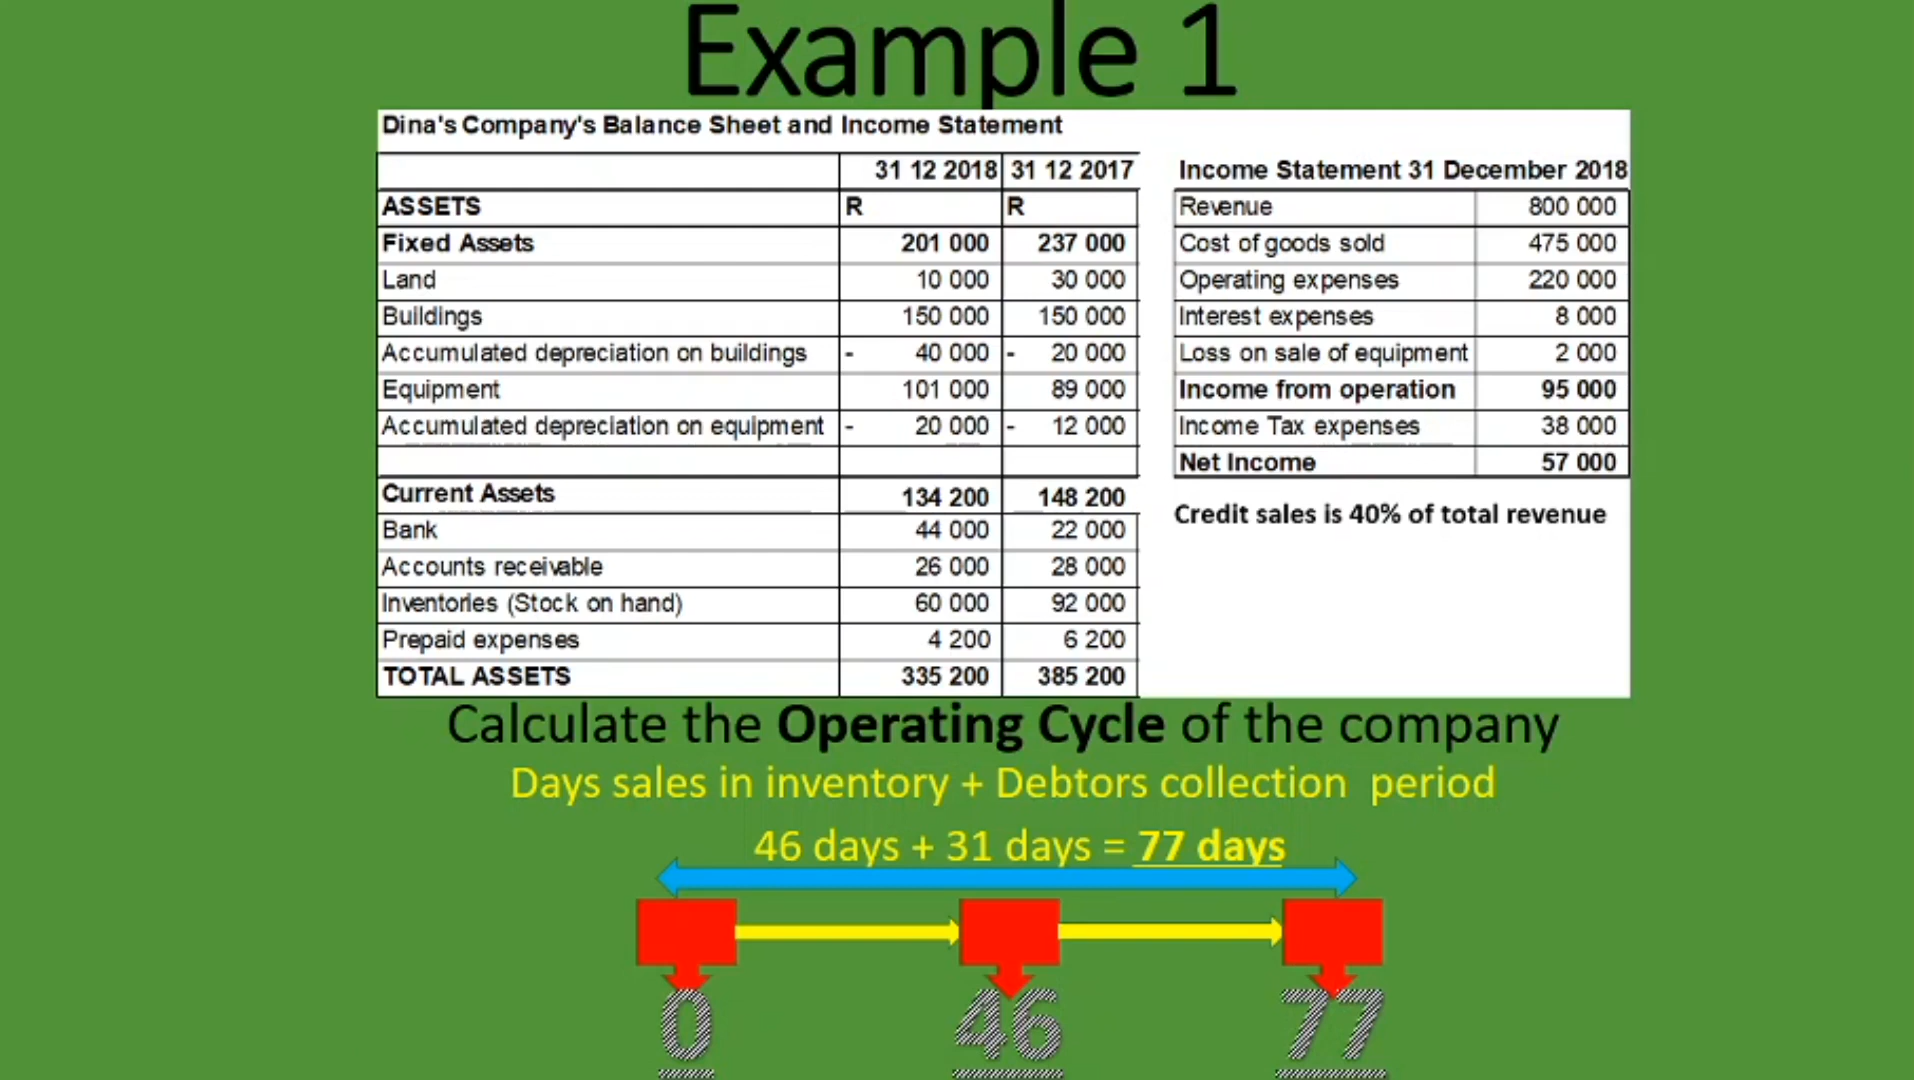 Example 1
Dina's Company's Balance Sheet and Income Statement
31 12 2018 31 12 2017
ASSETS R R
Fixed Assets 201 000 237 000
Land 10 000 30 000
Buildings 150 000 150 000
Accumulated depreciation on buildings - 40 000 - 20 000
Equipment 101 000 89 000
Accumulated depreciation on equipment - 20 000 - 12 000
Current Assets 134 200 148 200
Bank 44 000 22 000
Accounts receivable 26 000 28 000
Inventories (Stock on hand) 60 000 92 000
Prepaid expenses 4 200 6 200
TOTAL ASSETS 335 200 385 200
Income Statement 31 December 2018
Revenue 800 000
Cost of goods sold 475 000
Operating expenses 220 000
Interest expenses 8 000
Loss on sale of equipment 2 000
Income from operation 95 000
Income Tax expenses 38 000
Net Income 57 000
Credit sales is 40% of total revenue
Calculate the Operating Cycle of the company
Days sales in inventory + Debtors collection period
46 days + 31 days = 77 days
0 46 77